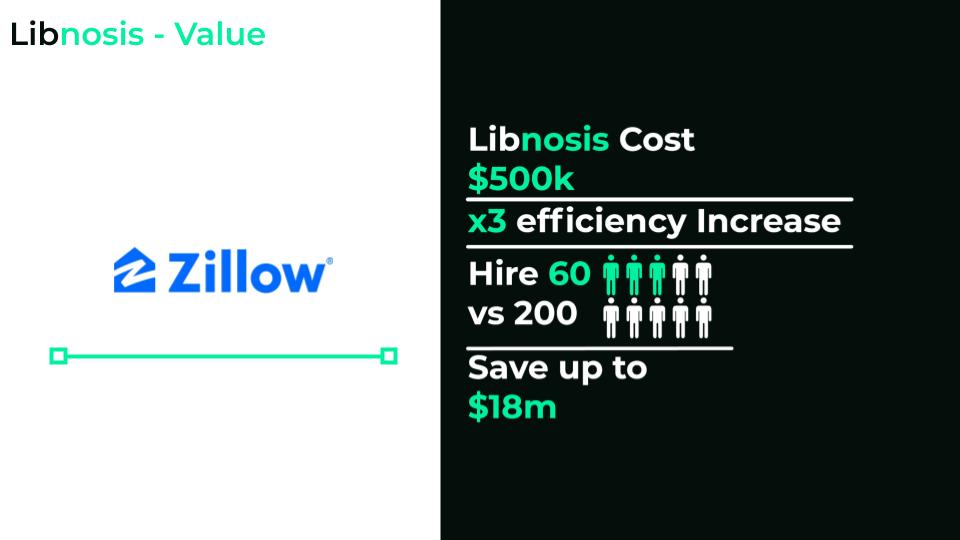 Libnosis - Value
Zillow®
Libnosis Cost
$500k
x3 efficiency Increase
Hire 60
vs 200
Save up to
$18m